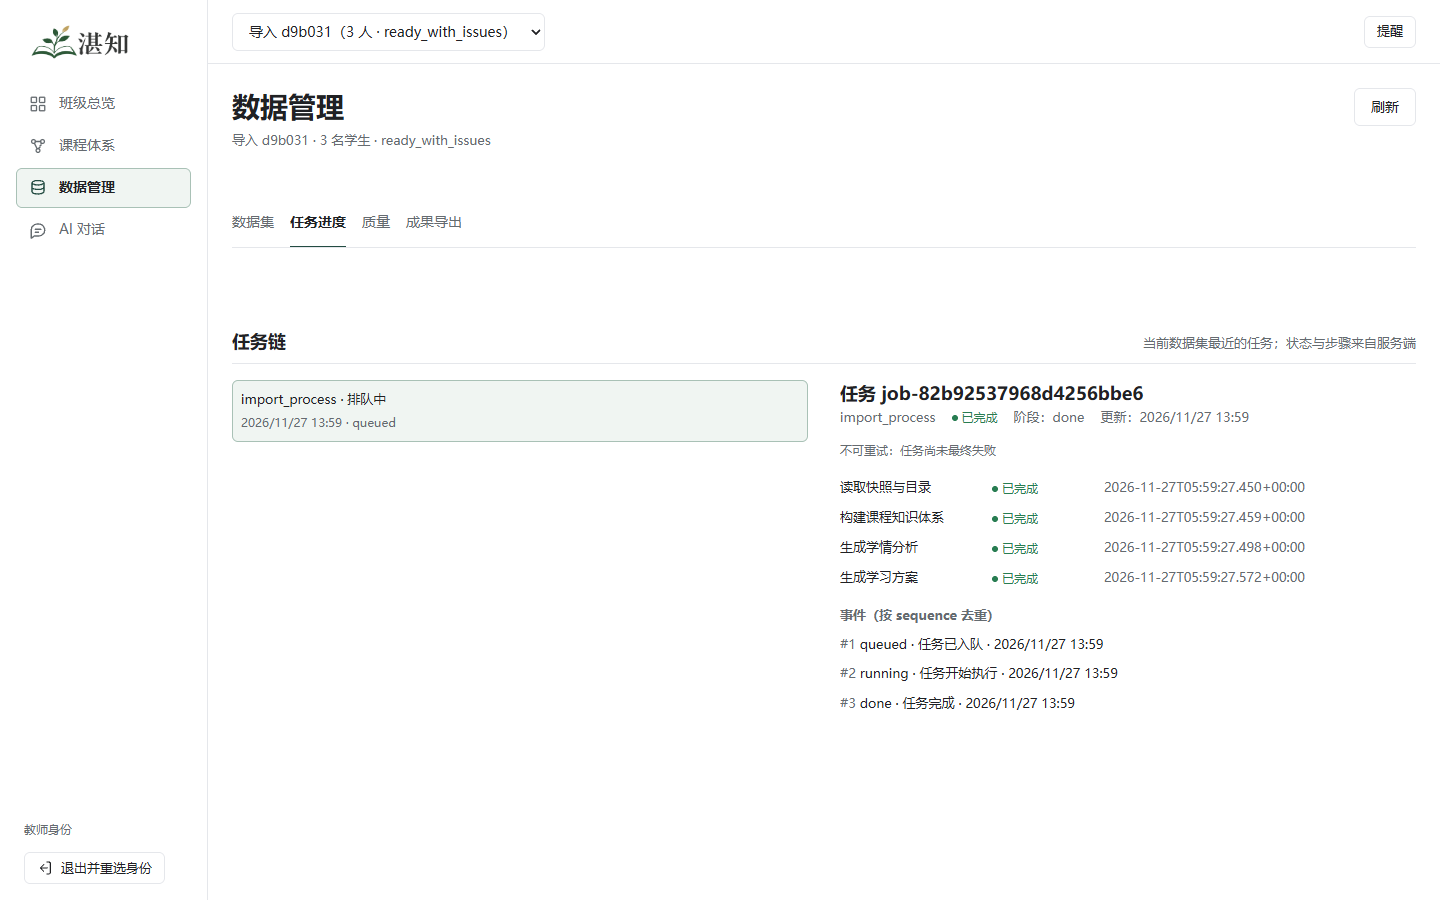 湛知
班级总览
课程体系
数据管理
AI 对话
教师身份
退出并重选身份
导入 d9b031（3 人 · ready_with_issues）
提醒
数据管理
导入 d9b031 · 3 名学生 · ready_with_issues
刷新
数据集 任务进度 质量 成果导出
任务链
当前数据集最近的任务；状态与步骤来自服务端
import_process · 排队中
2026/11/27 13:59 · queued
任务 job-82b92537968d4256bbe6
import_process 已完成 阶段：done 更新：2026/11/27 13:59
不可重试：任务尚未最终失败
读取快照与目录 已完成 2026-11-27T05:59:27.450+00:00
构建课程知识体系 已完成 2026-11-27T05:59:27.459+00:00
生成学情分析 已完成 2026-11-27T05:59:27.498+00:00
生成学习方案 已完成 2026-11-27T05:59:27.572+00:00
事件（按 sequence 去重）
#1 queued · 任务已入队 · 2026/11/27 13:59
#2 running · 任务开始执行 · 2026/11/27 13:59
#3 done · 任务完成 · 2026/11/27 13:59